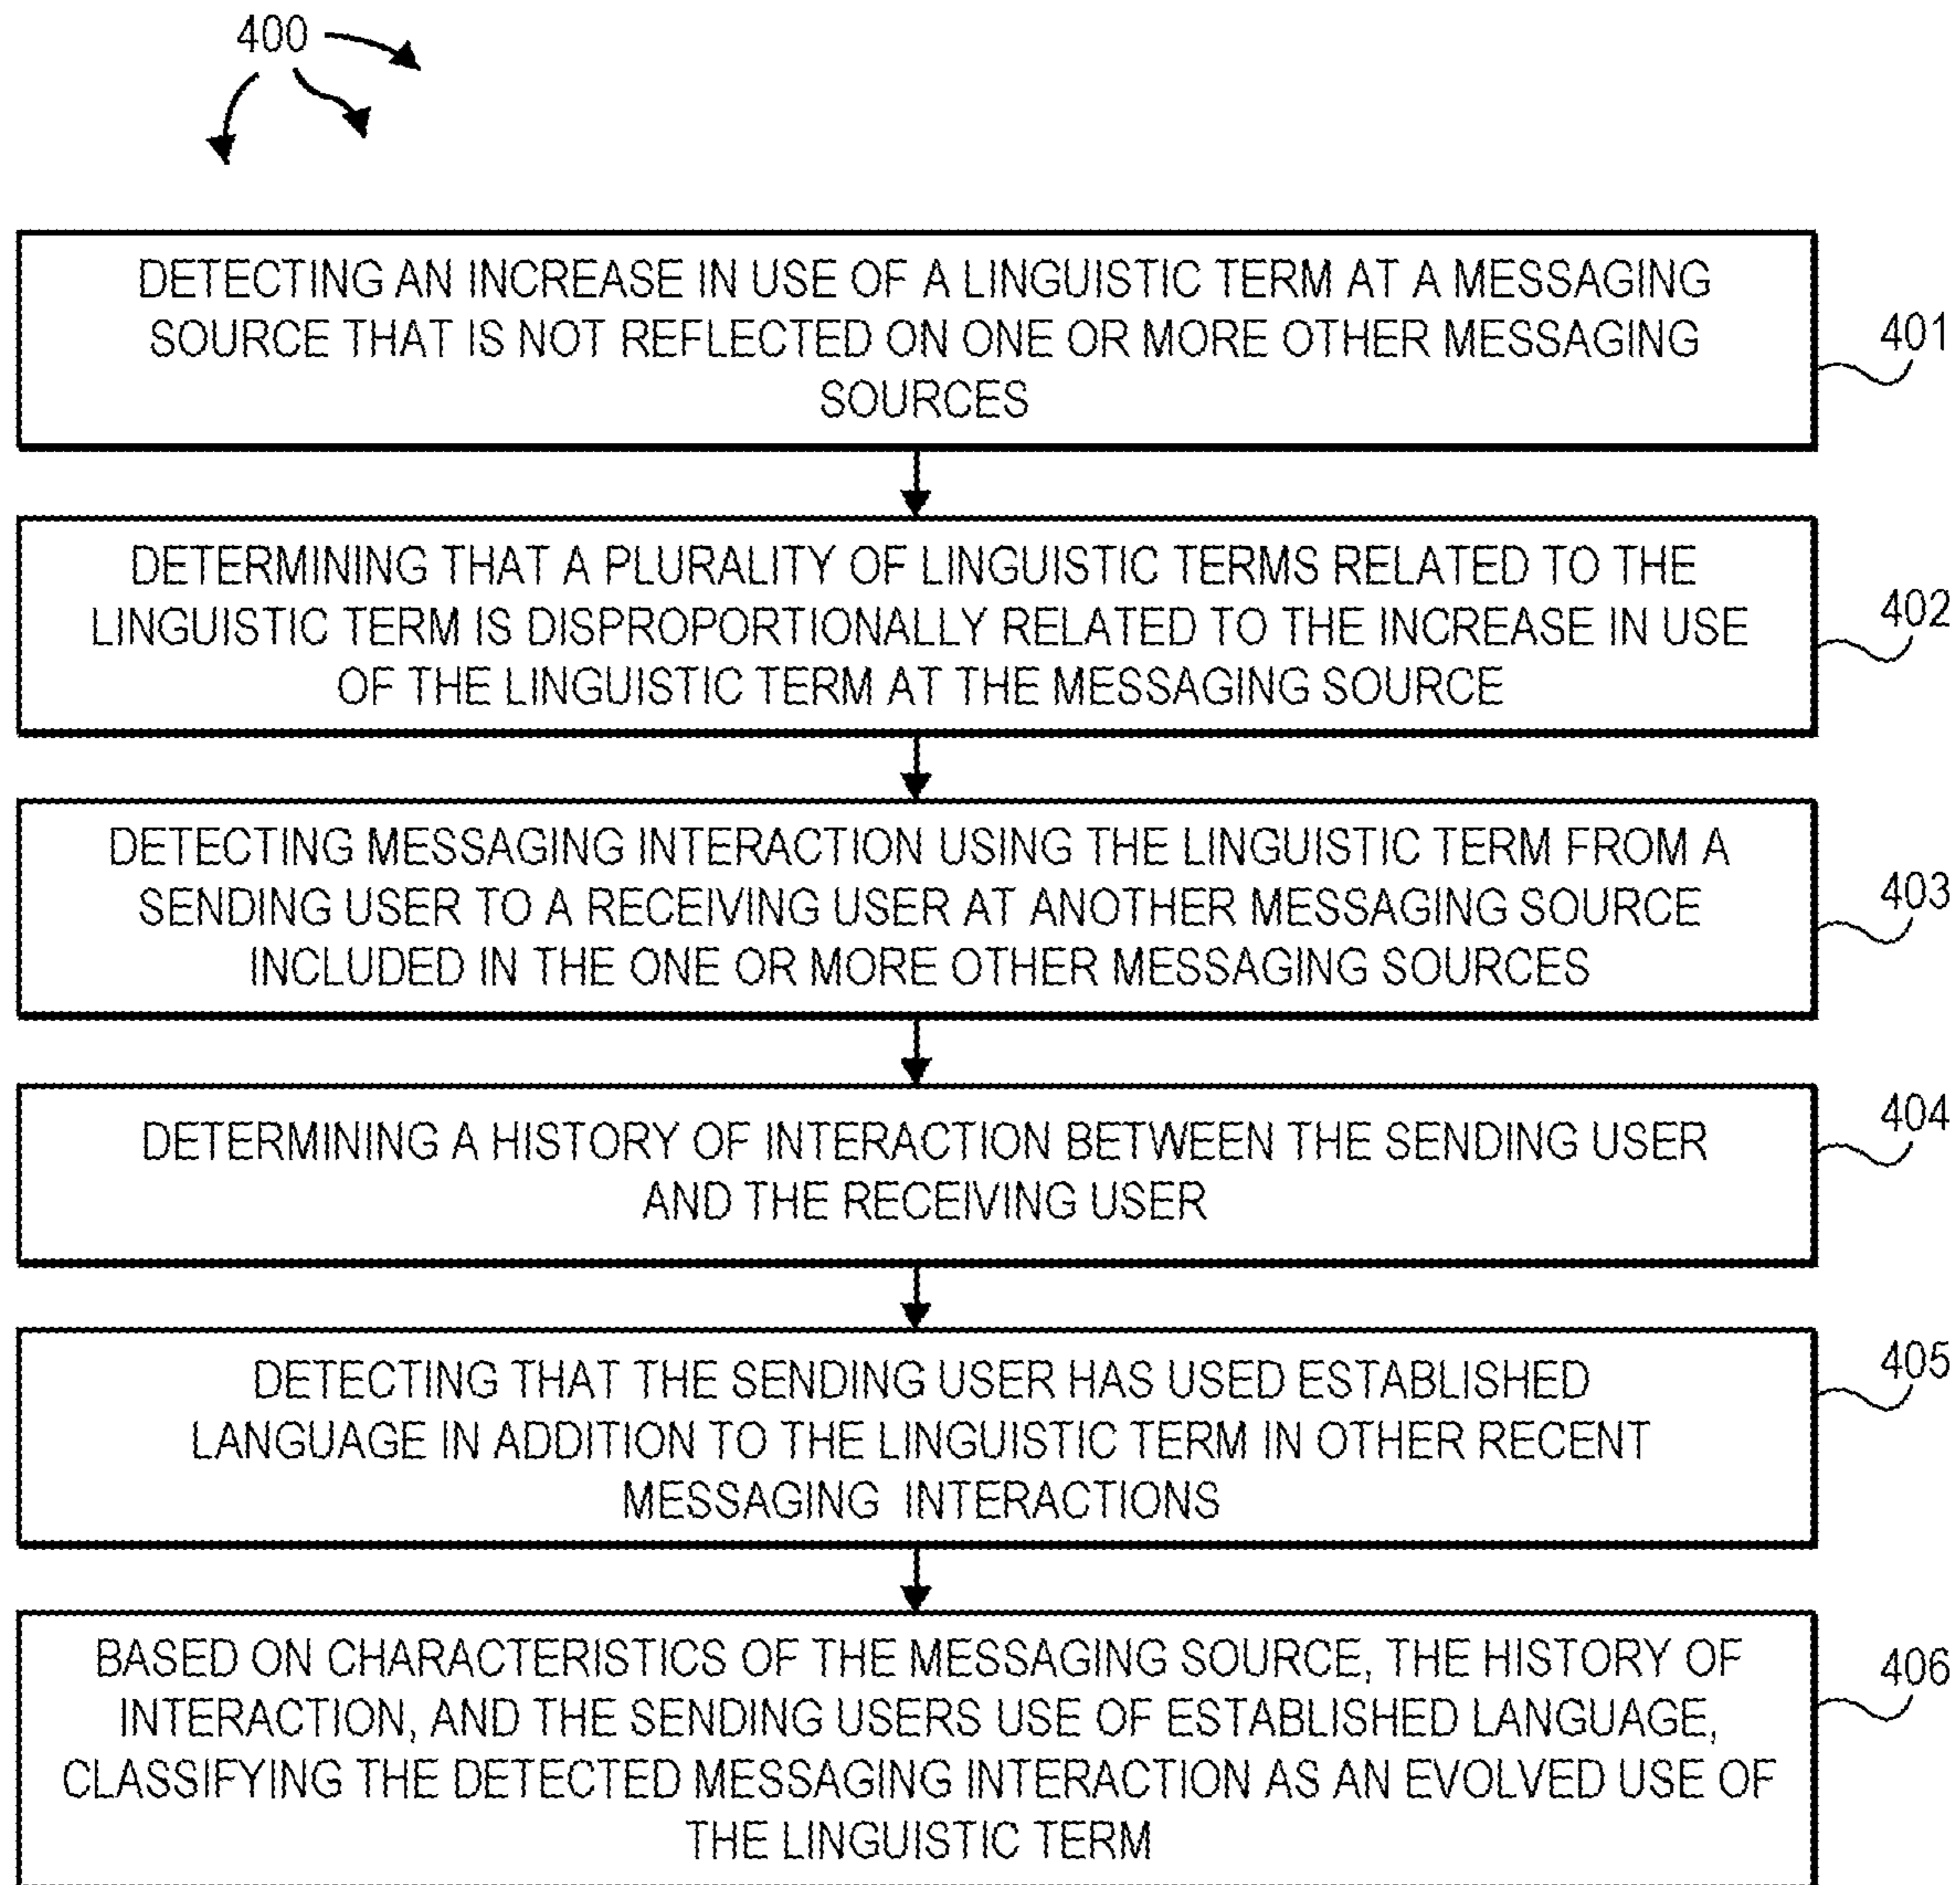 400
DETECTING AN INCREASE IN USE OF A LINGUISTIC TERM AT A MESSAGING
SOURCE THAT IS NOT REFLECTED ON ONE OR MORE OTHER MESSAGING
SOURCES
401
DETERMINING THAT A PLURALITY OF LINGUISTIC TERMS RELATED TO THE
LINGUISTIC TERM IS DISPROPORTIONALLY RELATED TO THE INCREASE IN USE
OF THE LINGUISTIC TERM AT THE MESSAGING SOURCE
402
DETECTING MESSAGING INTERACTION USING THE LINGUISTIC TERM FROM A
SENDING USER TO A RECEIVING USER AT ANOTHER MESSAGING SOURCE
INCLUDED IN THE ONE OR MORE OTHER MESSAGING SOURCES
403
DETERMINING A HISTORY OF INTERACTION BETWEEN THE SENDING USER
AND THE RECEIVING USER
404
DETECTING THAT THE SENDING USER HAS USED ESTABLISHED
LANGUAGE IN ADDITION TO THE LINGUISTIC TERM IN OTHER RECENT
MESSAGING INTERACTIONS
405
BASED ON CHARACTERISTICS OF THE MESSAGING SOURCE, THE HISTORY OF
INTERACTION, AND THE SENDING USERS USE OF ESTABLISHED LANGUAGE,
CLASSIFYING THE DETECTED MESSAGING INTERACTION AS AN EVOLVED USE OF
THE LINGUISTIC TERM
406